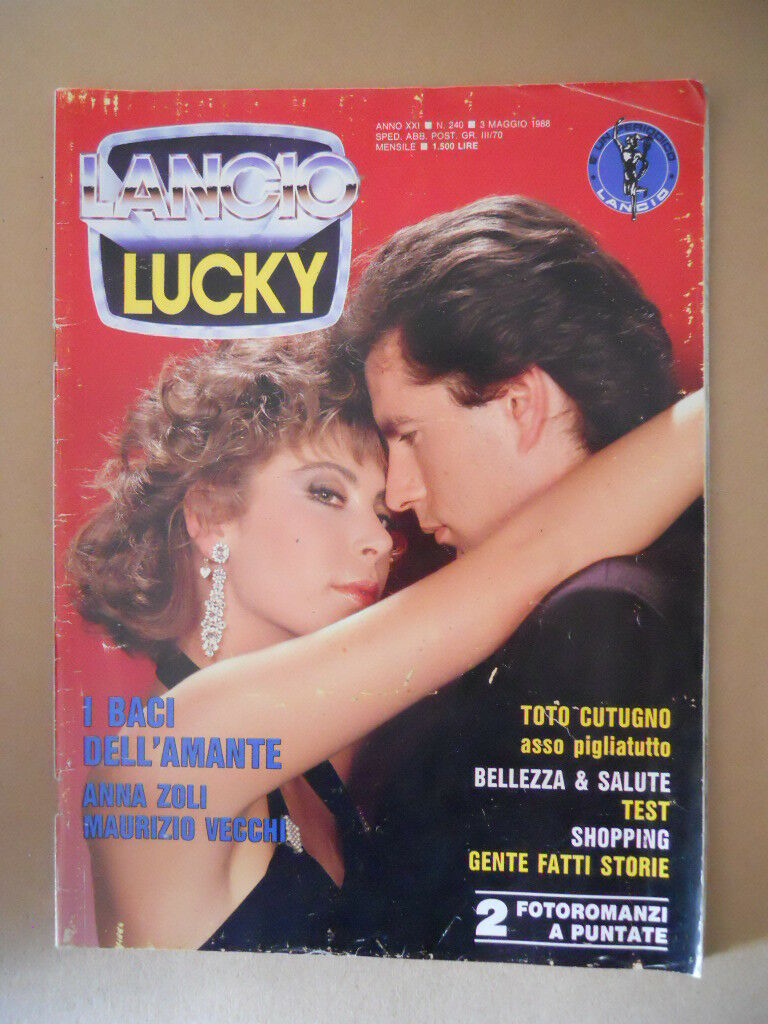 ANNO XXI ■ N. 240 ■ 3 MAGGIO 1988
SPED. ABB. POST. GR. III/70
MENSILE ■ 1.500 LIRE
È UN PERIODICO
LANCIO
LANCIO
LUCKY
I BACI
DELL'AMANTE
ANNA ZOLI
MAURIZIO VECCHI
TOTO CUTUGNO
asso pigliatutto
BELLEZZA & SALUTE
TEST
SHOPPING
GENTE FATTI STORIE
2 FOTOROMANZI
A PUNTATE